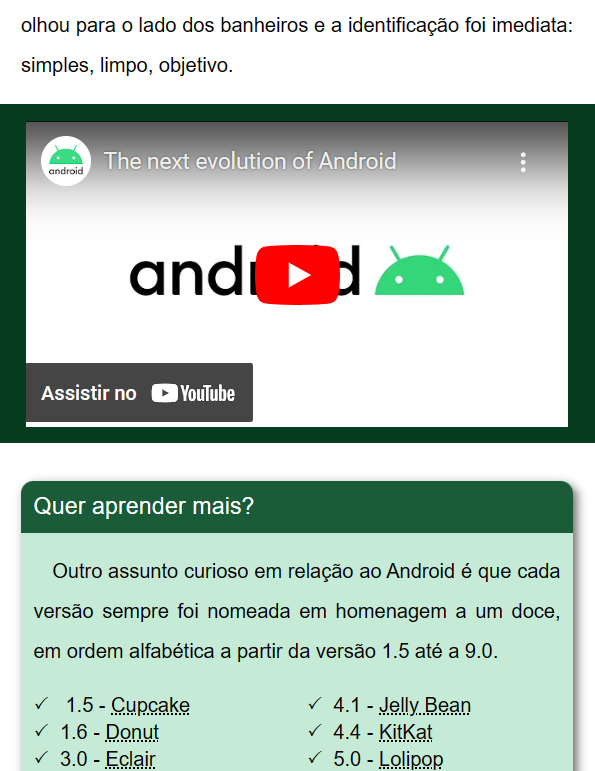 olhou para o lado dos banheiros e a identificação foi imediata:
simples, limpo, objetivo.
android
The next evolution of Android
Assistir no YouTube
Quer aprender mais?
Outro assunto curioso em relação ao Android é que cada
versão sempre foi nomeada em homenagem a um doce,
em ordem alfabética a partir da versão 1.5 até a 9.0.
✓ 1.5 - Cupcake
✓ 1.6 - Donut
✓ 3.0 - Eclair
✓ 4.1 - Jelly Bean
✓ 4.4 - KitKat
✓ 5.0 - Lolipop